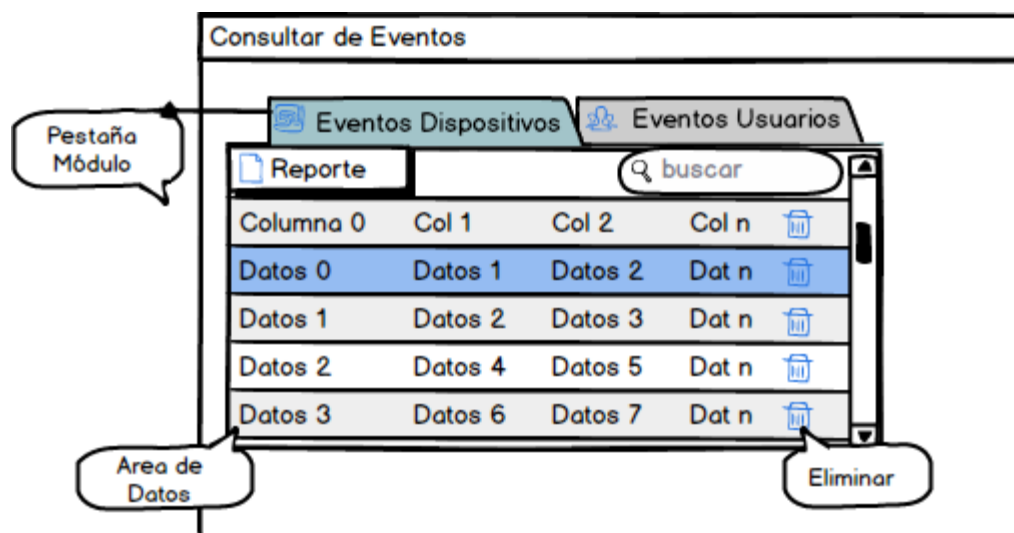 Consultar de Eventos
Eventos Dispositivos Eventos Usuarios
Pestaña
Módulo
Reporte buscar
Columna 0 Col 1 Col 2 Col n
Datos 0 Datos 1 Datos 2 Dat n
Datos 1 Datos 2 Datos 3 Dat n
Datos 2 Datos 4 Datos 5 Dat n
Datos 3 Datos 6 Datos 7 Dat n
Area de
Datos
Eliminar